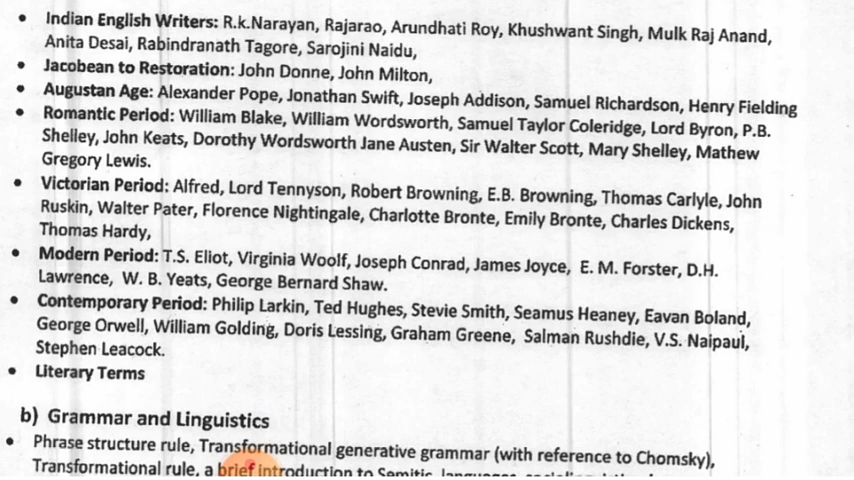 • Indian English Writers: R.k.Narayan, Rajarao, Arundhati Roy, Khushwant Singh, Mulk Raj Anand,
Anita Desai, Rabindranath Tagore, Sarojini Naidu,
• Jacobean to Restoration: John Donne, John Milton,
• Augustan Age: Alexander Pope, Jonathan Swift, Joseph Addison, Samuel Richardson, Henry Fielding
• Romantic Period: William Blake, William Wordsworth, Samuel Taylor Coleridge, Lord Byron, P.B.
Shelley, John Keats, Dorothy Wordsworth Jane Austen, Sir Walter Scott, Mary Shelley, Mathew
Gregory Lewis.
• Victorian Period: Alfred, Lord Tennyson, Robert Browning, E.B. Browning, Thomas Carlyle, John
Ruskin, Walter Pater, Florence Nightingale, Charlotte Bronte, Emily Bronte, Charles Dickens,
Thomas Hardy,
• Modern Period: T.S. Eliot, Virginia Woolf, Joseph Conrad, James Joyce, E. M. Forster, D.H.
Lawrence, W. B. Yeats, George Bernard Shaw.
• Contemporary Period: Philip Larkin, Ted Hughes, Stevie Smith, Seamus Heaney, Eavan Boland,
George Orwell, William Golding, Doris Lessing, Graham Greene, Salman Rushdie, V.S. Naipaul,
Stephen Leacock.
• Literary Terms
b) Grammar and Linguistics
• Phrase structure rule, Transformational generative grammar (with reference to Chomsky),
Transformational rule, a brief introduction to Semitic